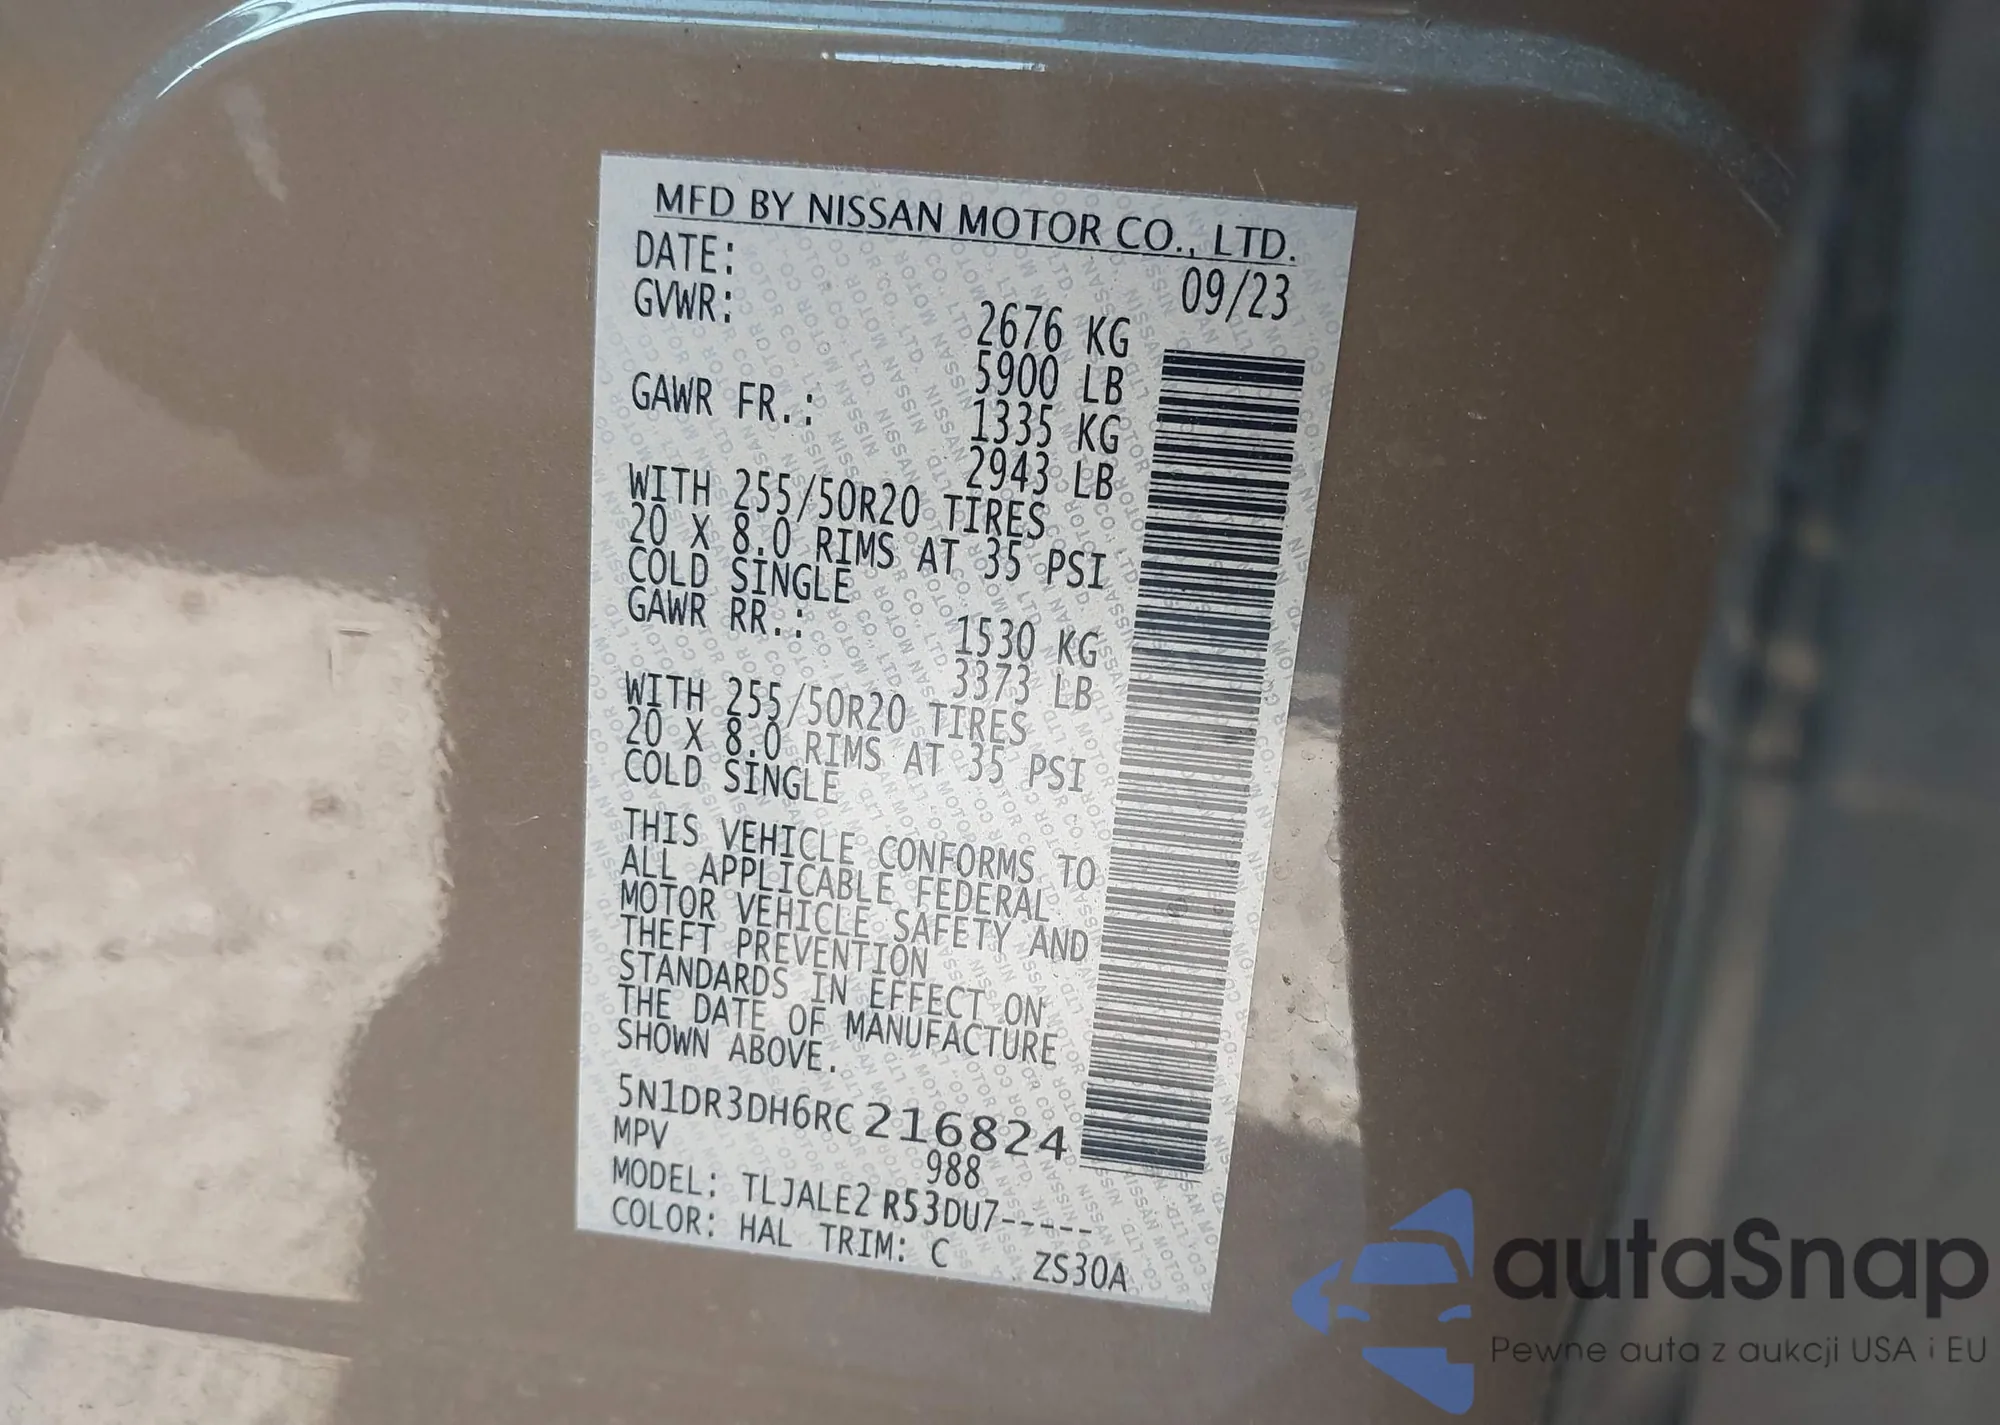 MFD BY NISSAN MOTOR CO., LTD.
DATE: 09/23
GVWR: 2676 KG
5900 LB
GAWR FR.: 1335 KG
2943 LB
WITH 255/50R20 TIRES
20 X 8.0 RIMS AT 35 PSI
COLD SINGLE
GAWR RR.: 1530 KG
3373 LB
WITH 255/50R20 TIRES
20 X 8.0 RIMS AT 35 PSI
COLD SINGLE
THIS VEHICLE CONFORMS TO
ALL APPLICABLE FEDERAL
MOTOR VEHICLE SAFETY AND
THEFT PREVENTION
STANDARDS IN EFFECT ON
THE DATE OF MANUFACTURE
SHOWN ABOVE.
5N1DR3DH6RC216824
MPV 988
MODEL: TLJALE2 R53DU7-----
COLOR: HAL TRIM: C ZS30A
autaSnap
Pewne auta z aukcji USA i EU